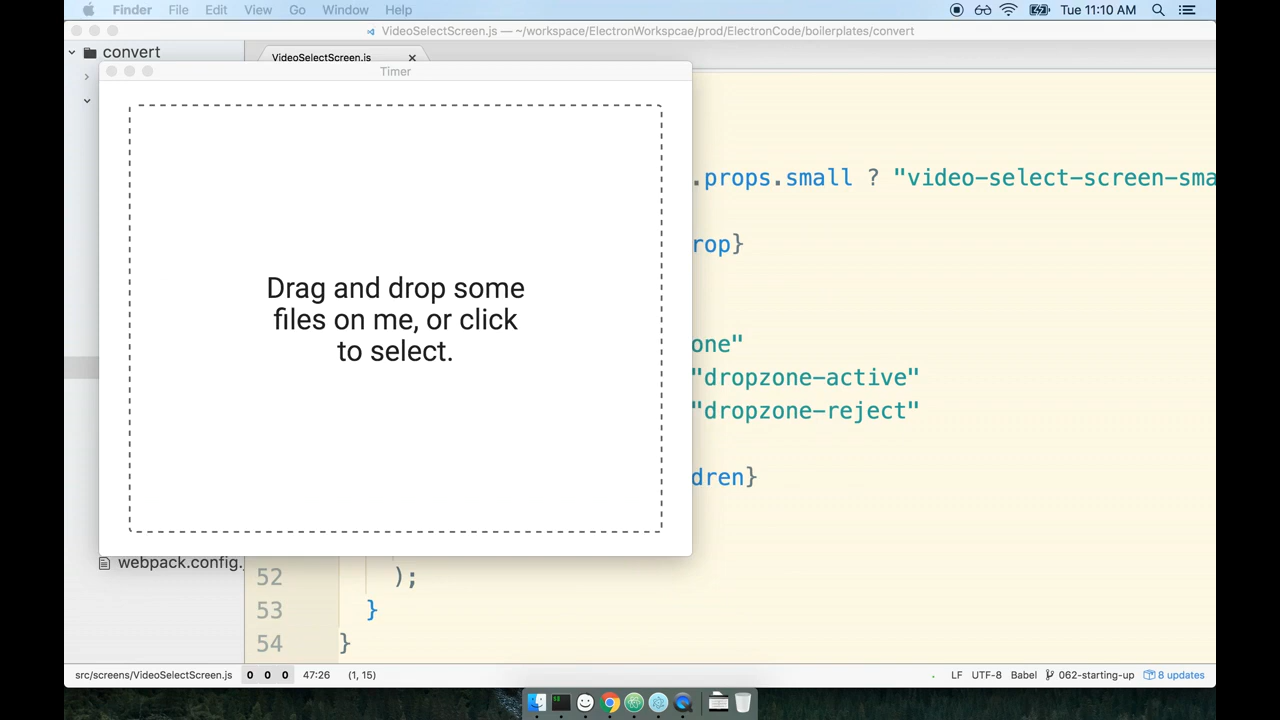 Finder File Edit View Go Window Help Tue 11:10 AM
VideoSelectScreen.js — ~/workspace/ElectronWorkspcae/prod/ElectronCode/boilerplates/convert
convert
VideoSelectScreen.js
Timer
.props.small ? "video-select-screen-sma
rop}
Drag and drop some
files on me, or click
to select.
one"
"dropzone-active"
"dropzone-reject"
dren}
webpack.config.
52 );
53 }
54 }
src/screens/VideoSelectScreen.js 0 0 0 47:26 (1, 15) LF UTF-8 Babel 062-starting-up 8 updates